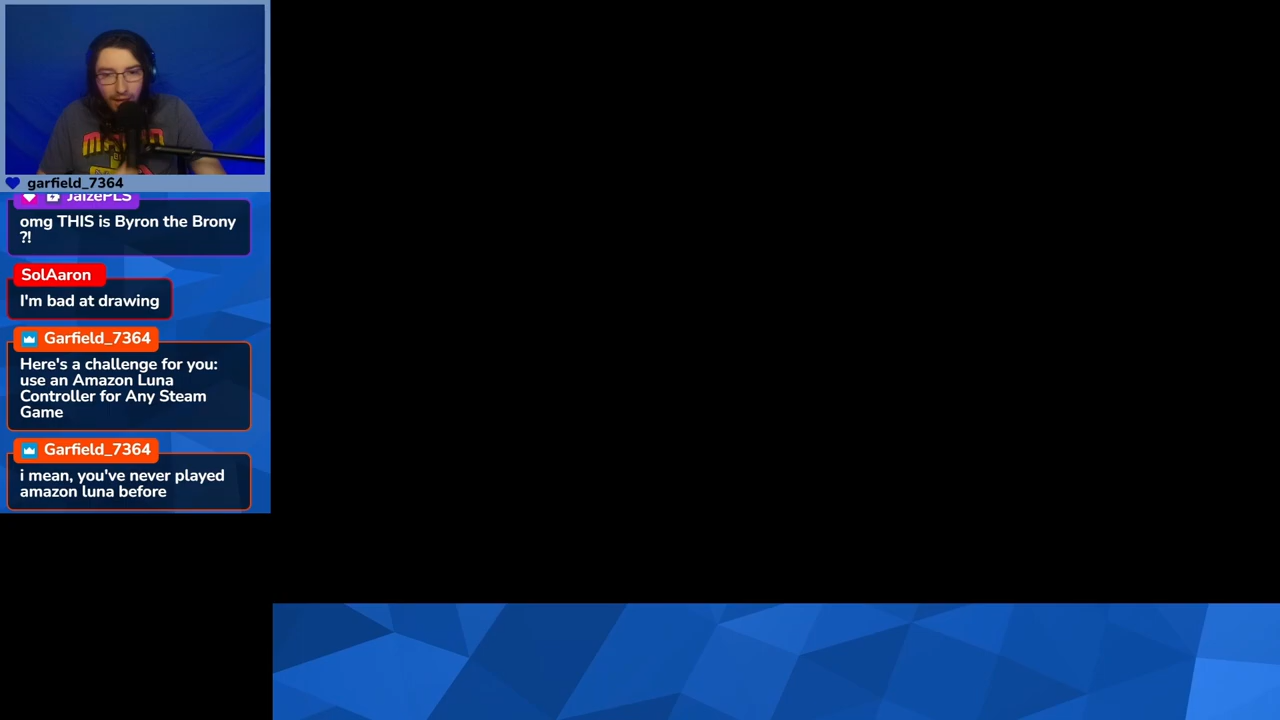 garfield_7364
JaizePLS
omg THIS is Byron the Brony
?!
SolAaron
I'm bad at drawing
Garfield_7364
Here's a challenge for you:
use an Amazon Luna
Controller for Any Steam
Game
Garfield_7364
i mean, you've never played
amazon luna before